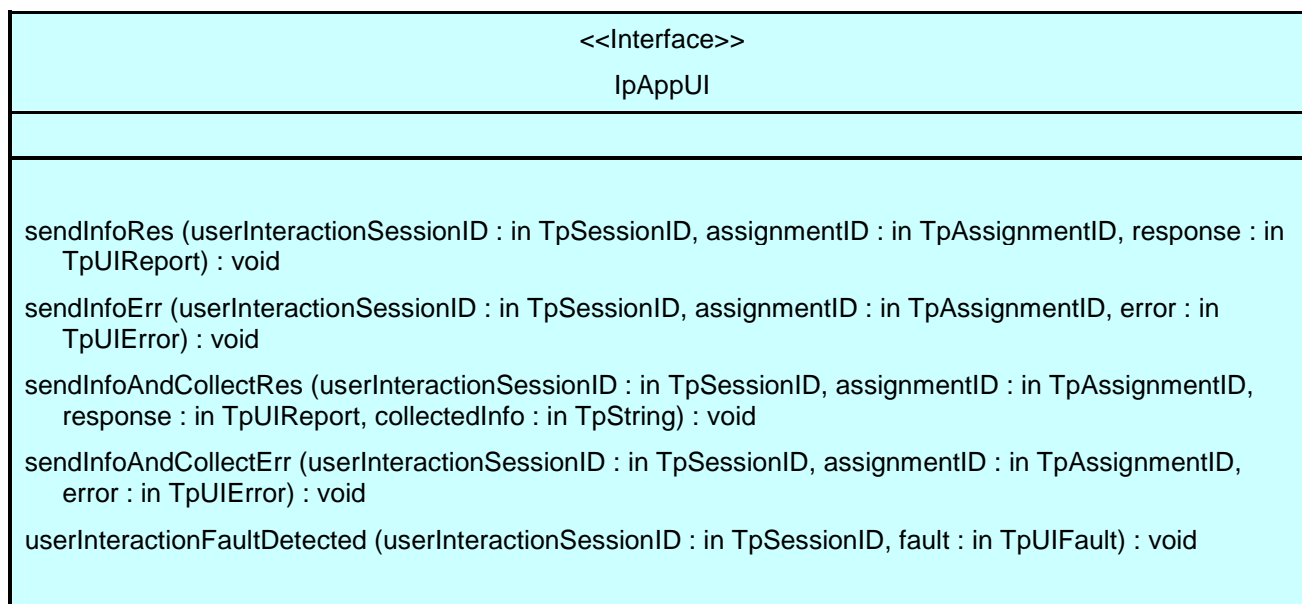 <<Interface>>
IpAppUI
sendInfoRes (userInteractionSessionID : in TpSessionID, assignmentID : in TpAssignmentID, response : in
TpUIReport) : void
sendInfoErr (userInteractionSessionID : in TpSessionID, assignmentID : in TpAssignmentID, error : in
TpUIError) : void
sendInfoAndCollectRes (userInteractionSessionID : in TpSessionID, assignmentID : in TpAssignmentID,
response : in TpUIReport, collectedInfo : in TpString) : void
sendInfoAndCollectErr (userInteractionSessionID : in TpSessionID, assignmentID : in TpAssignmentID,
error : in TpUIError) : void
userInteractionFaultDetected (userInteractionSessionID : in TpSessionID, fault : in TpUIFault) : void